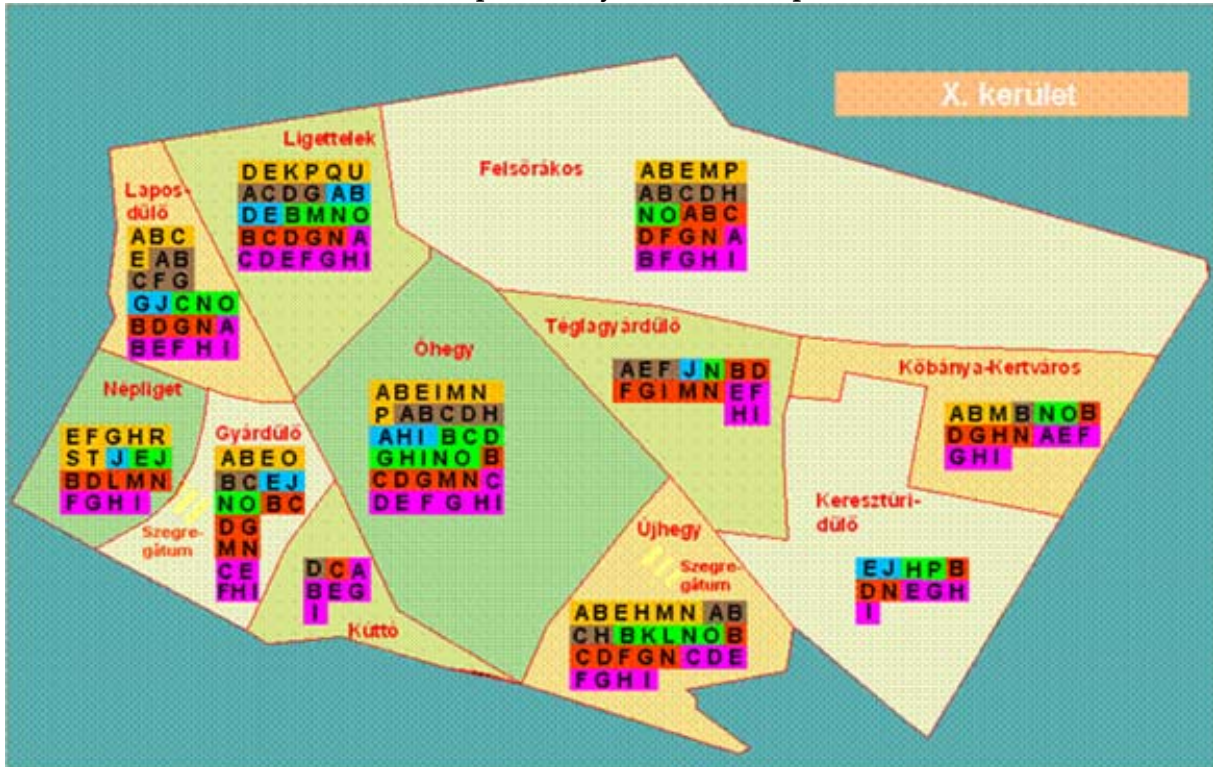 X. kerület
Ligettelek
DEKPQU
ACDGAB
DEBMNO
BCDGNA
CDEFGHI
Felsőrákos
ABEMP
ABCDH
NOABC
DFGNA
BFGHI
Lapos-
dűlő
ABC
EAB
CFG
GJCNO
BDGNA
BEFHI
Óhegy
ABEIMN
PABCDH
AHIBCD
GHINOB
CDGMNC
DEFGHI
Téglagyárdűlő
AEFJNBD
FGIMNEF
HI
Kőbánya-Kertváros
ABMBNOB
DGHNAEF
GHI
Népliget
EFGHR
STJEJ
BDLMN
FGHI
Szegre-
gátum
Gyárdűlő
ABEO
BCEJ
NOBC
DG
MN
CE
FHI
DCA
BEG
I
Kúttó
Újhegy
Szegre-
gátum
ABEHMNAB
CHBKLNOB
CDFGNCDE
FGHI
Keresztúri-
dűlő
EJHPB
DNEGH
I